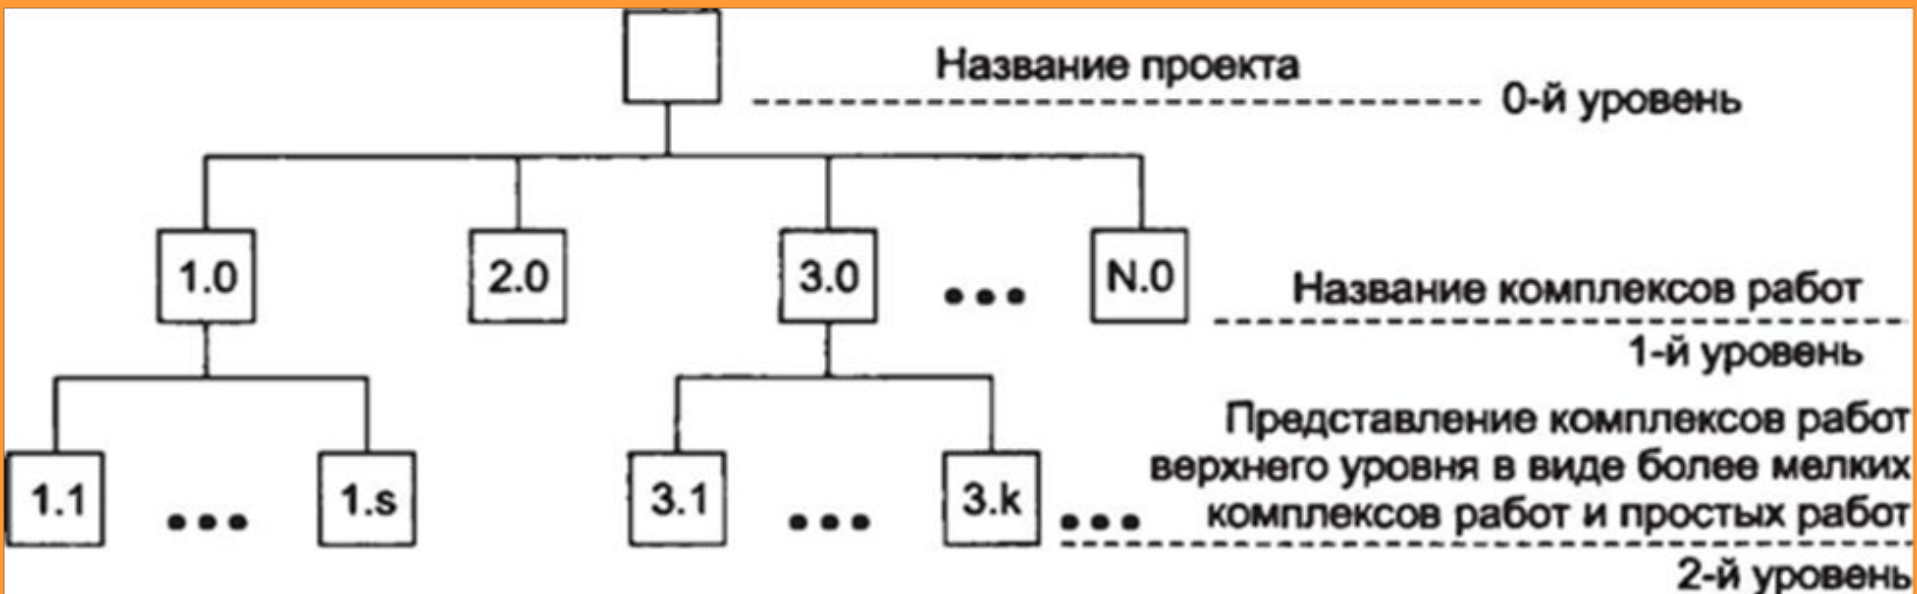 Название проекта
0-й уровень
1.0 2.0 3.0 ... N.0
Название комплексов работ
1-й уровень
Представление комплексов работ
верхнего уровня в виде более мелких
комплексов работ и простых работ
1.1 ... 1.s 3.1 ... 3.k ...
2-й уровень